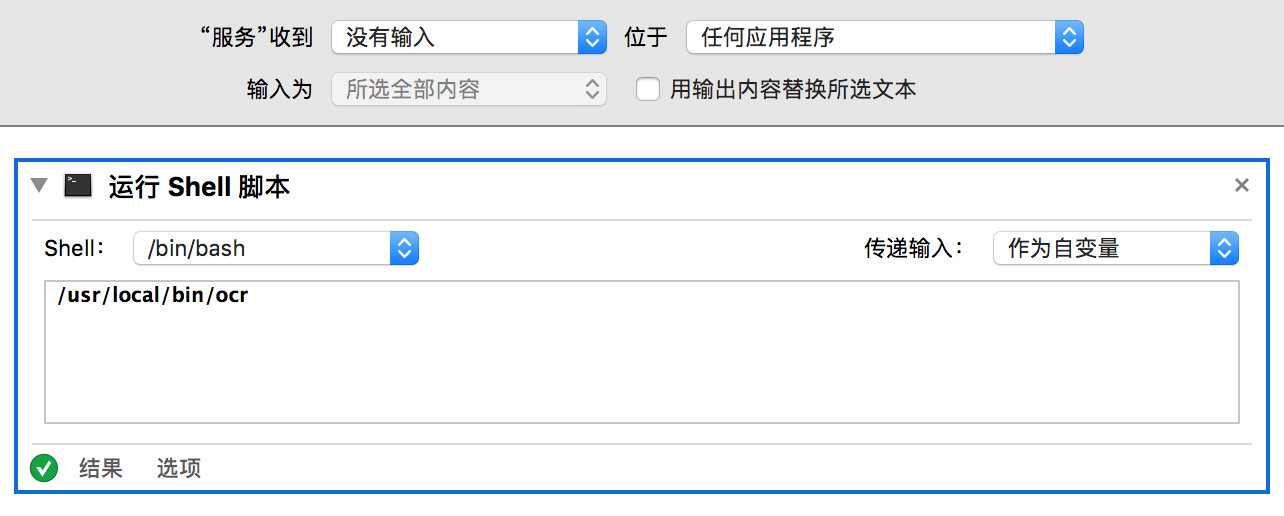 “服务”收到 没有输入 位于 任何应用程序
输入为 所选全部内容 用输出内容替换所选文本
运行 Shell 脚本
Shell： /bin/bash 传递输入： 作为自变量
/usr/local/bin/ocr
结果 选项